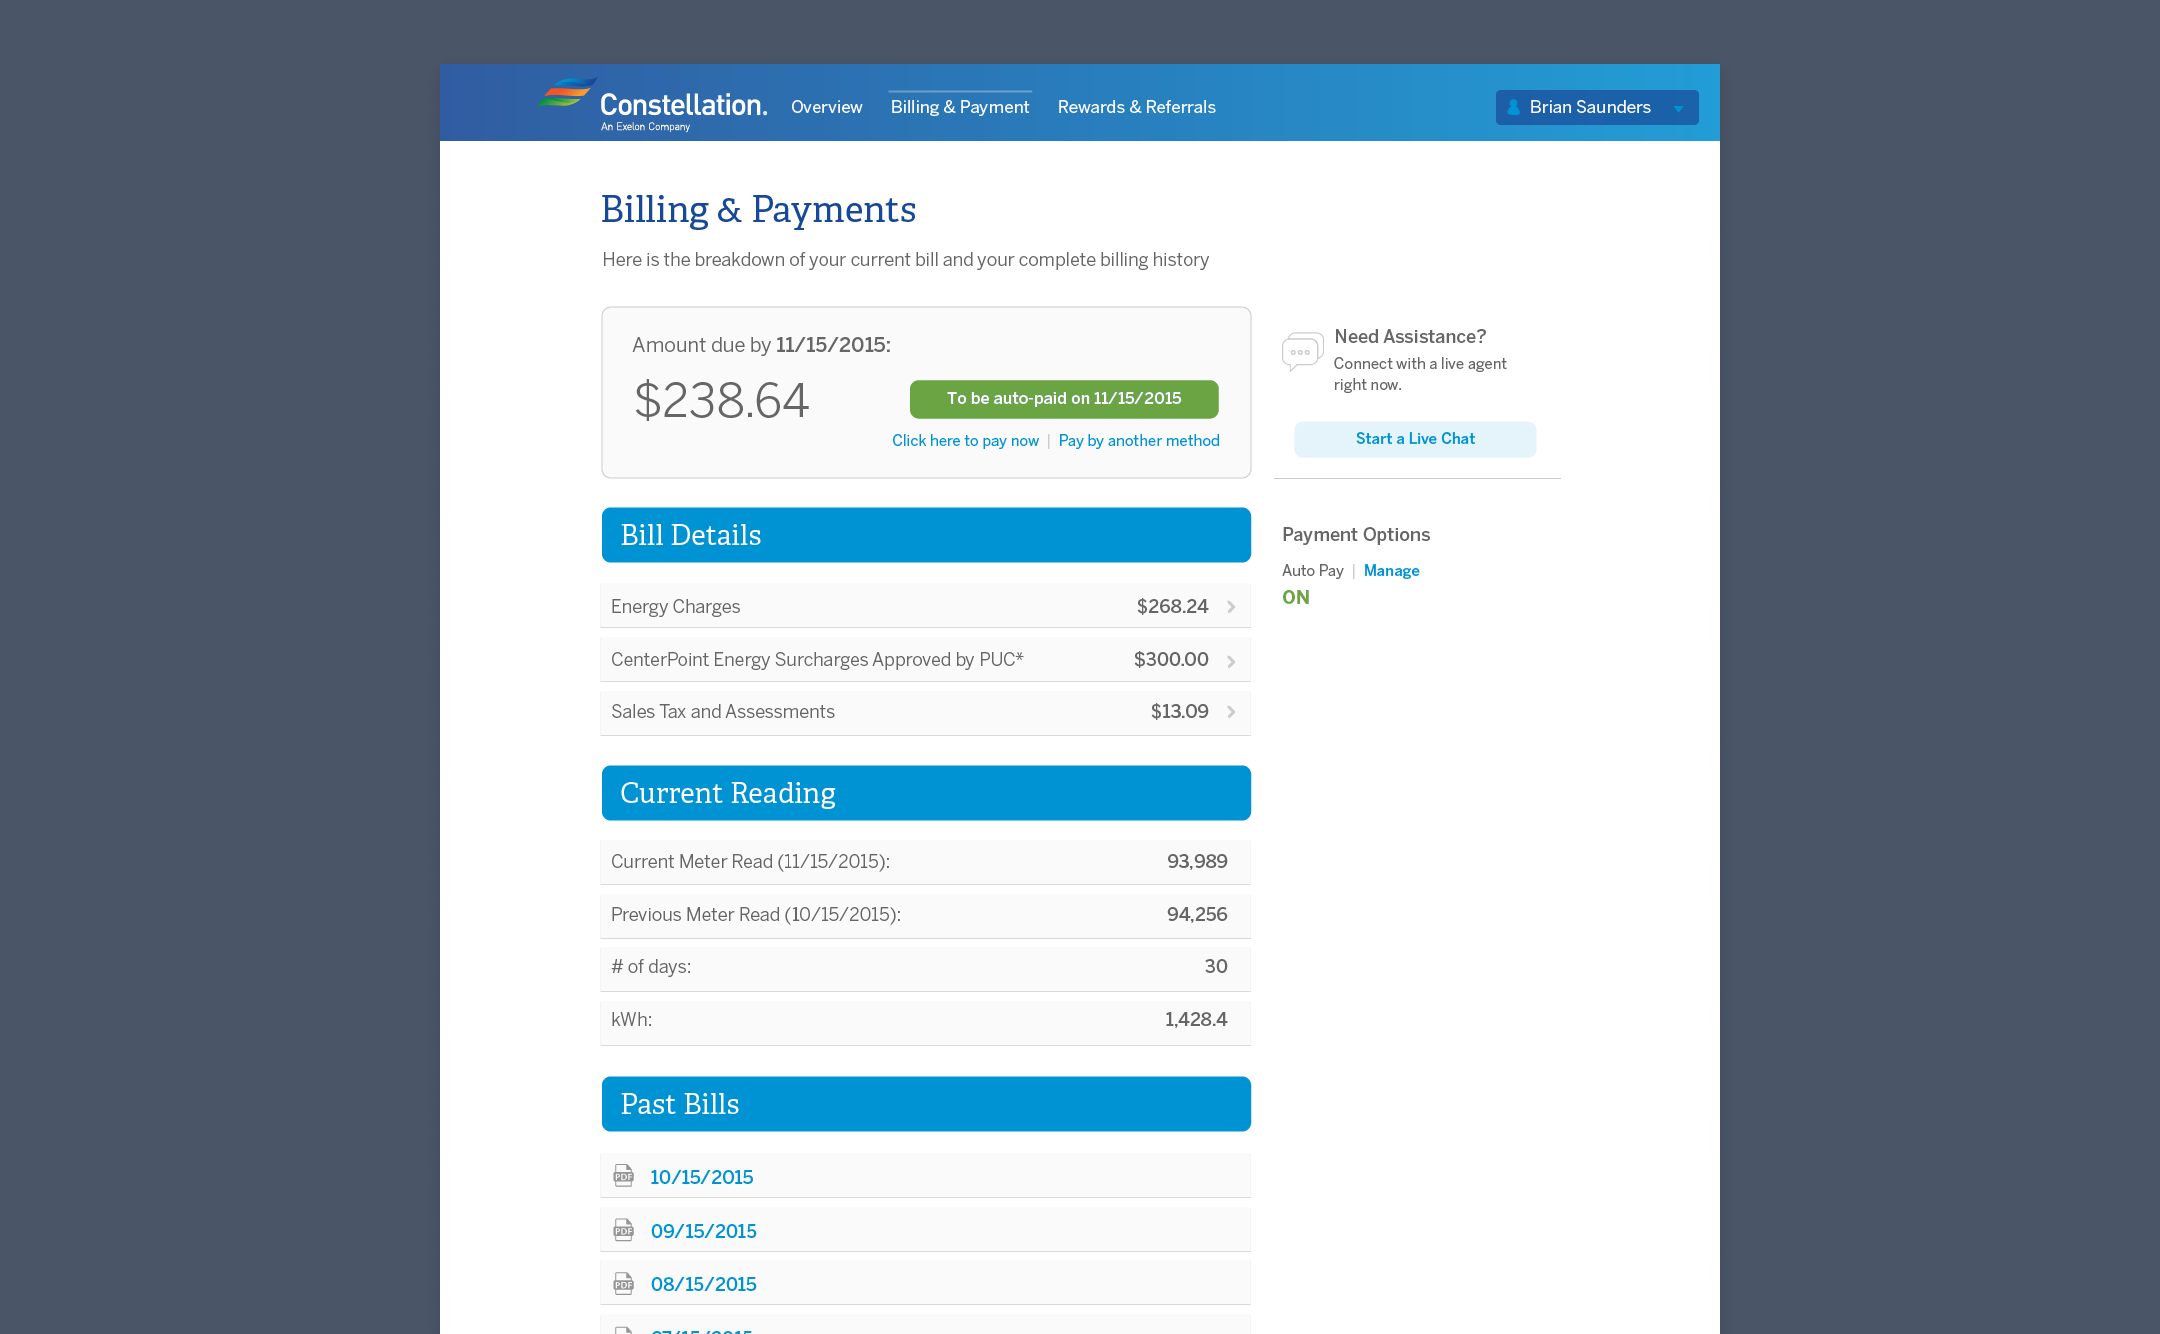 Constellation.
An Exelon Company
Overview
Billing & Payment
Rewards & Referrals
Brian Saunders
Billing & Payments
Here is the breakdown of your current bill and your complete billing history
Amount due by 11/15/2015:
$238.64
To be auto-paid on 11/15/2015
Click here to pay now | Pay by another method
Need Assistance?
Connect with a live agent
right now.
Start a Live Chat
Bill Details
Energy Charges $268.24
CenterPoint Energy Surcharges Approved by PUC* $300.00
Sales Tax and Assessments $13.09
Payment Options
Auto Pay | Manage
ON
Current Reading
Current Meter Read (11/15/2015): 93,989
Previous Meter Read (10/15/2015): 94,256
# of days: 30
kWh: 1,428.4
Past Bills
PDF 10/15/2015
PDF 09/15/2015
PDF 08/15/2015